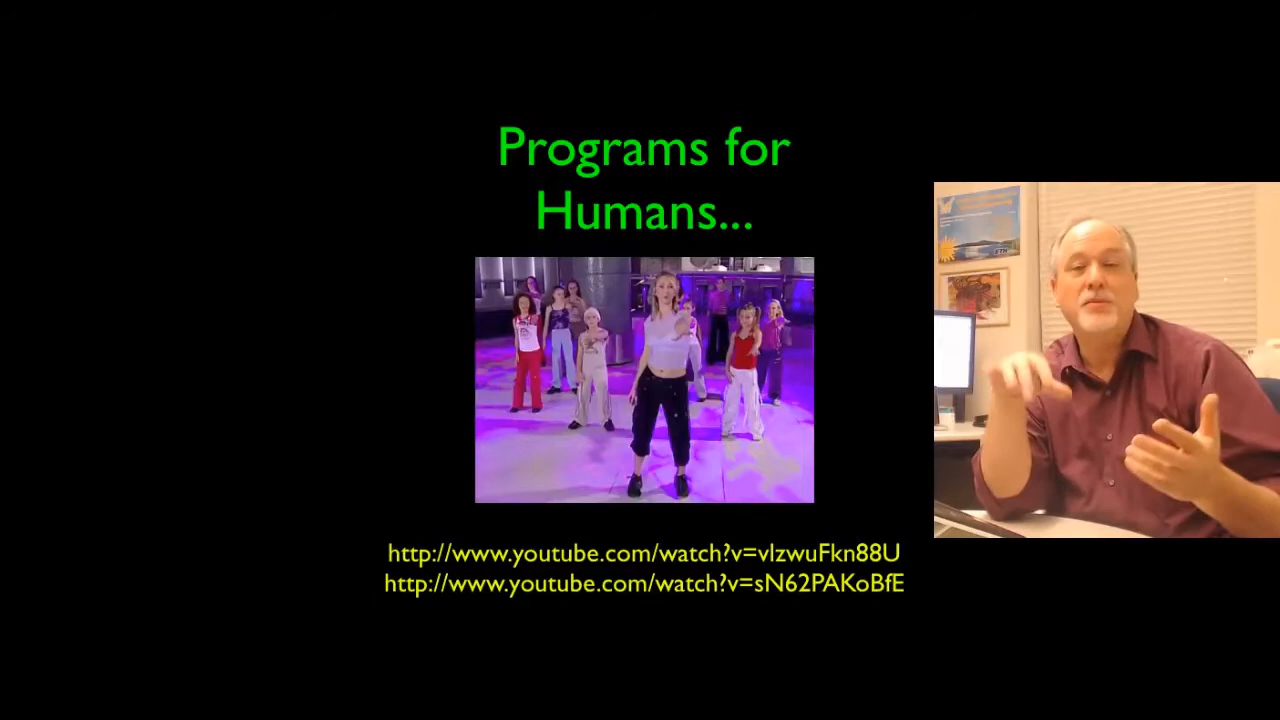 Programs for
Humans...
http://www.youtube.com/watch?v=vlzwuFkn88U
http://www.youtube.com/watch?v=sN62PAKoBfE